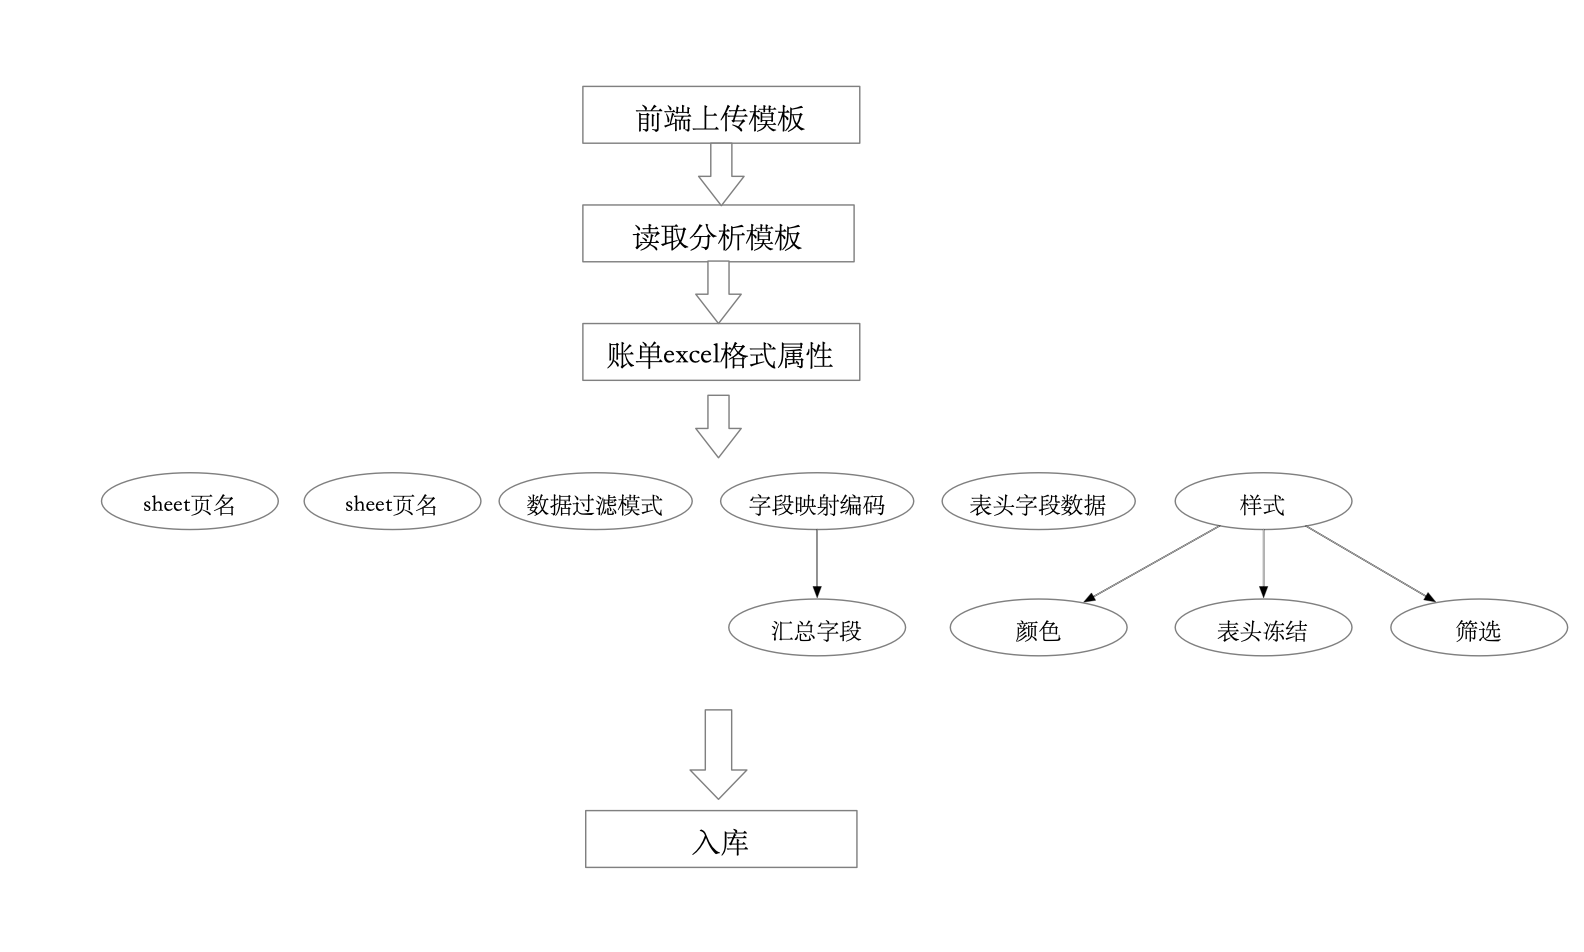 前端上传模板
读取分析模板
账单excel格式属性
sheet页名
sheet页名
数据过滤模式
字段映射编码
表头字段数据
样式
汇总字段
颜色
表头冻结
筛选
入库